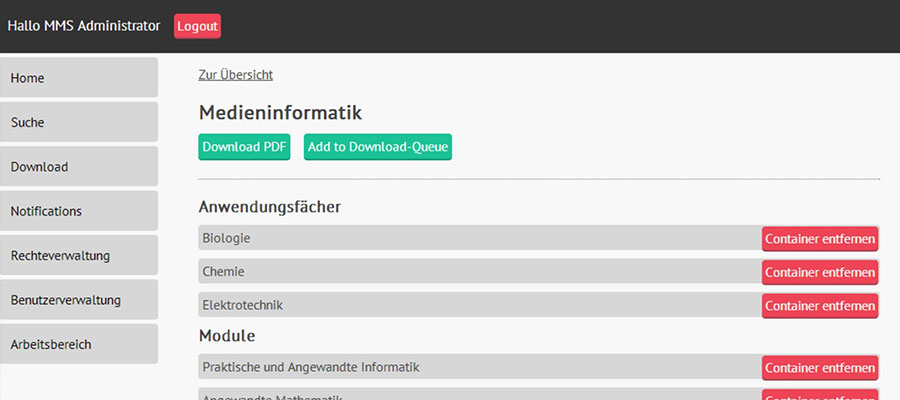 Hallo MMS Administrator Logout
Home
Suche
Download
Notifications
Rechteverwaltung
Benutzerverwaltung
Arbeitsbereich
Zur Übersicht
Medieninformatik
Download PDF Add to Download-Queue
Anwendungsfächer
Biologie Container entfernen
Chemie Container entfernen
Elektrotechnik Container entfernen
Module
Praktische und Angewandte Informatik Container entfernen
Angewandte Mathematik Container entfernen